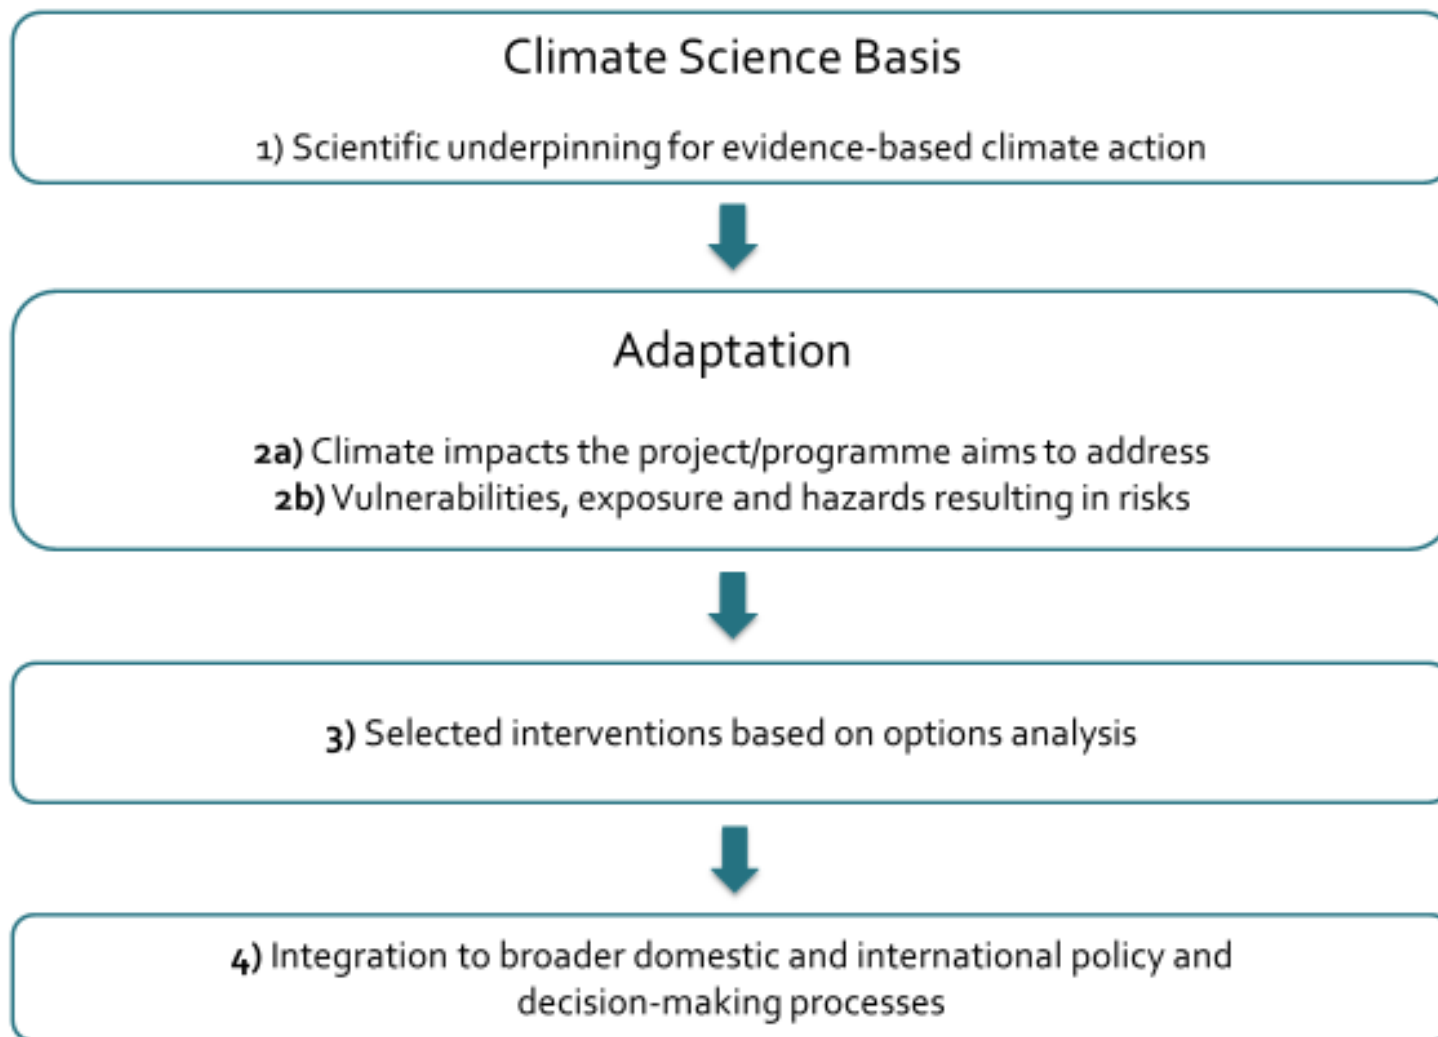 Climate Science Basis
1) Scientific underpinning for evidence-based climate action
Adaptation
2a) Climate impacts the project/programme aims to address
2b) Vulnerabilities, exposure and hazards resulting in risks
3) Selected interventions based on options analysis
4) Integration to broader domestic and international policy and
decision-making processes